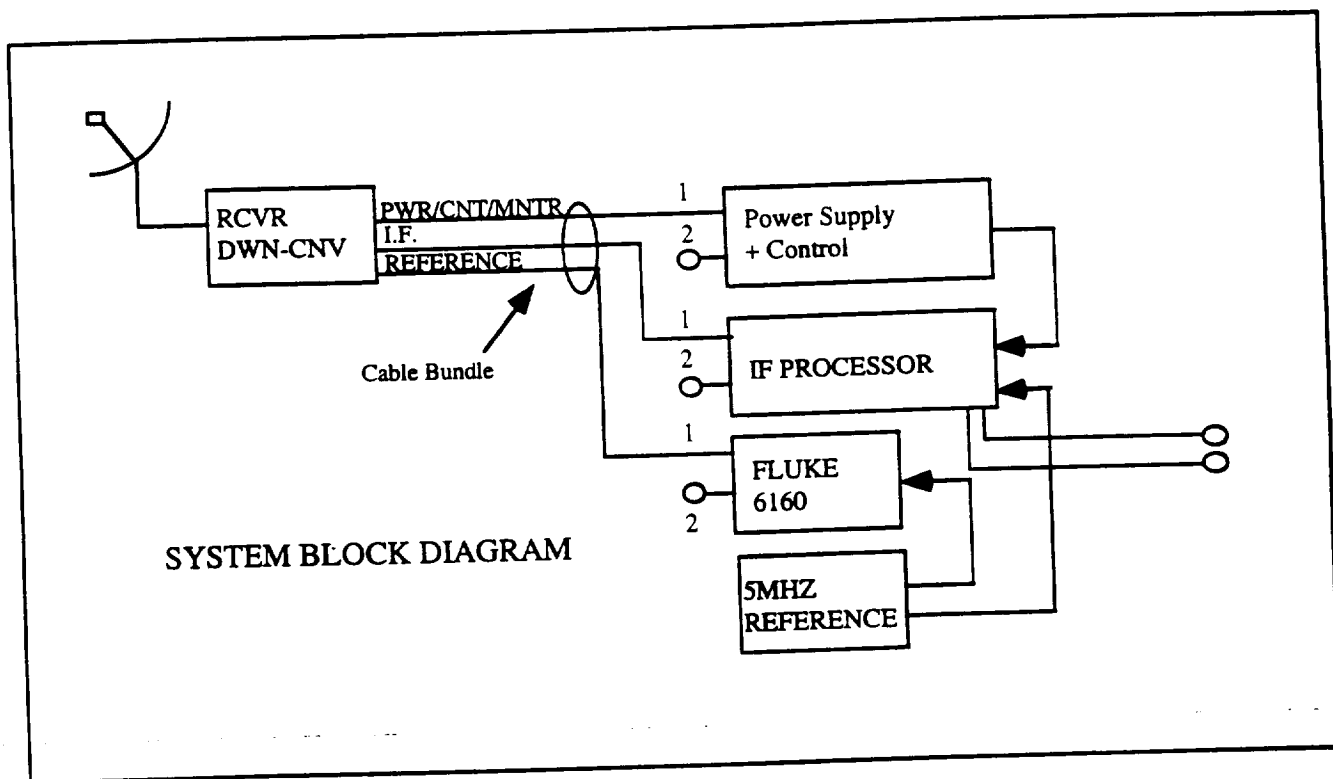 RCVR
DWN-CNV
PWR/CNT/MNTR
I.F.
REFERENCE
Cable Bundle
1
2
Power Supply
+ Control
1
2
IF PROCESSOR
1
2
FLUKE
6160
5MHZ
REFERENCE
SYSTEM BLOCK DIAGRAM